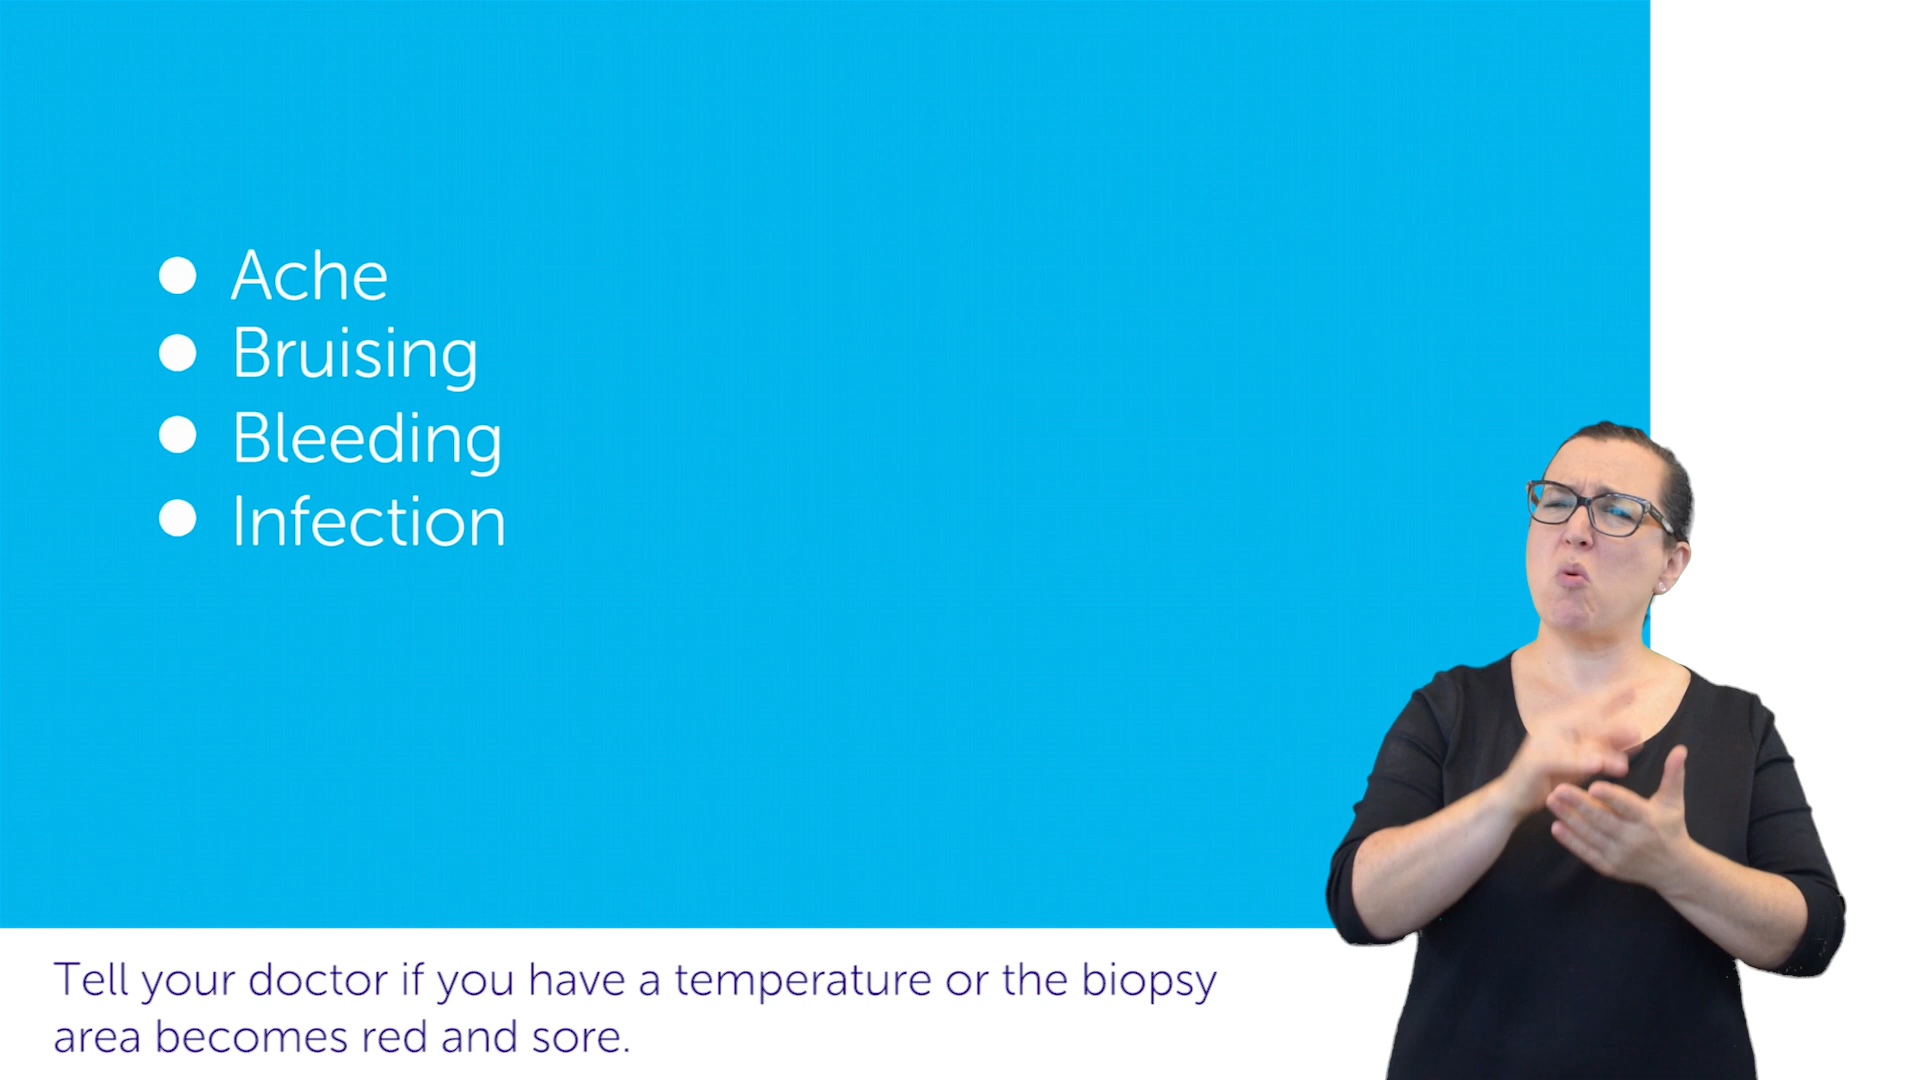 Ache
Bruising
Bleeding
Infection
Tell your doctor if you have a temperature or the biopsy
area becomes red and sore.